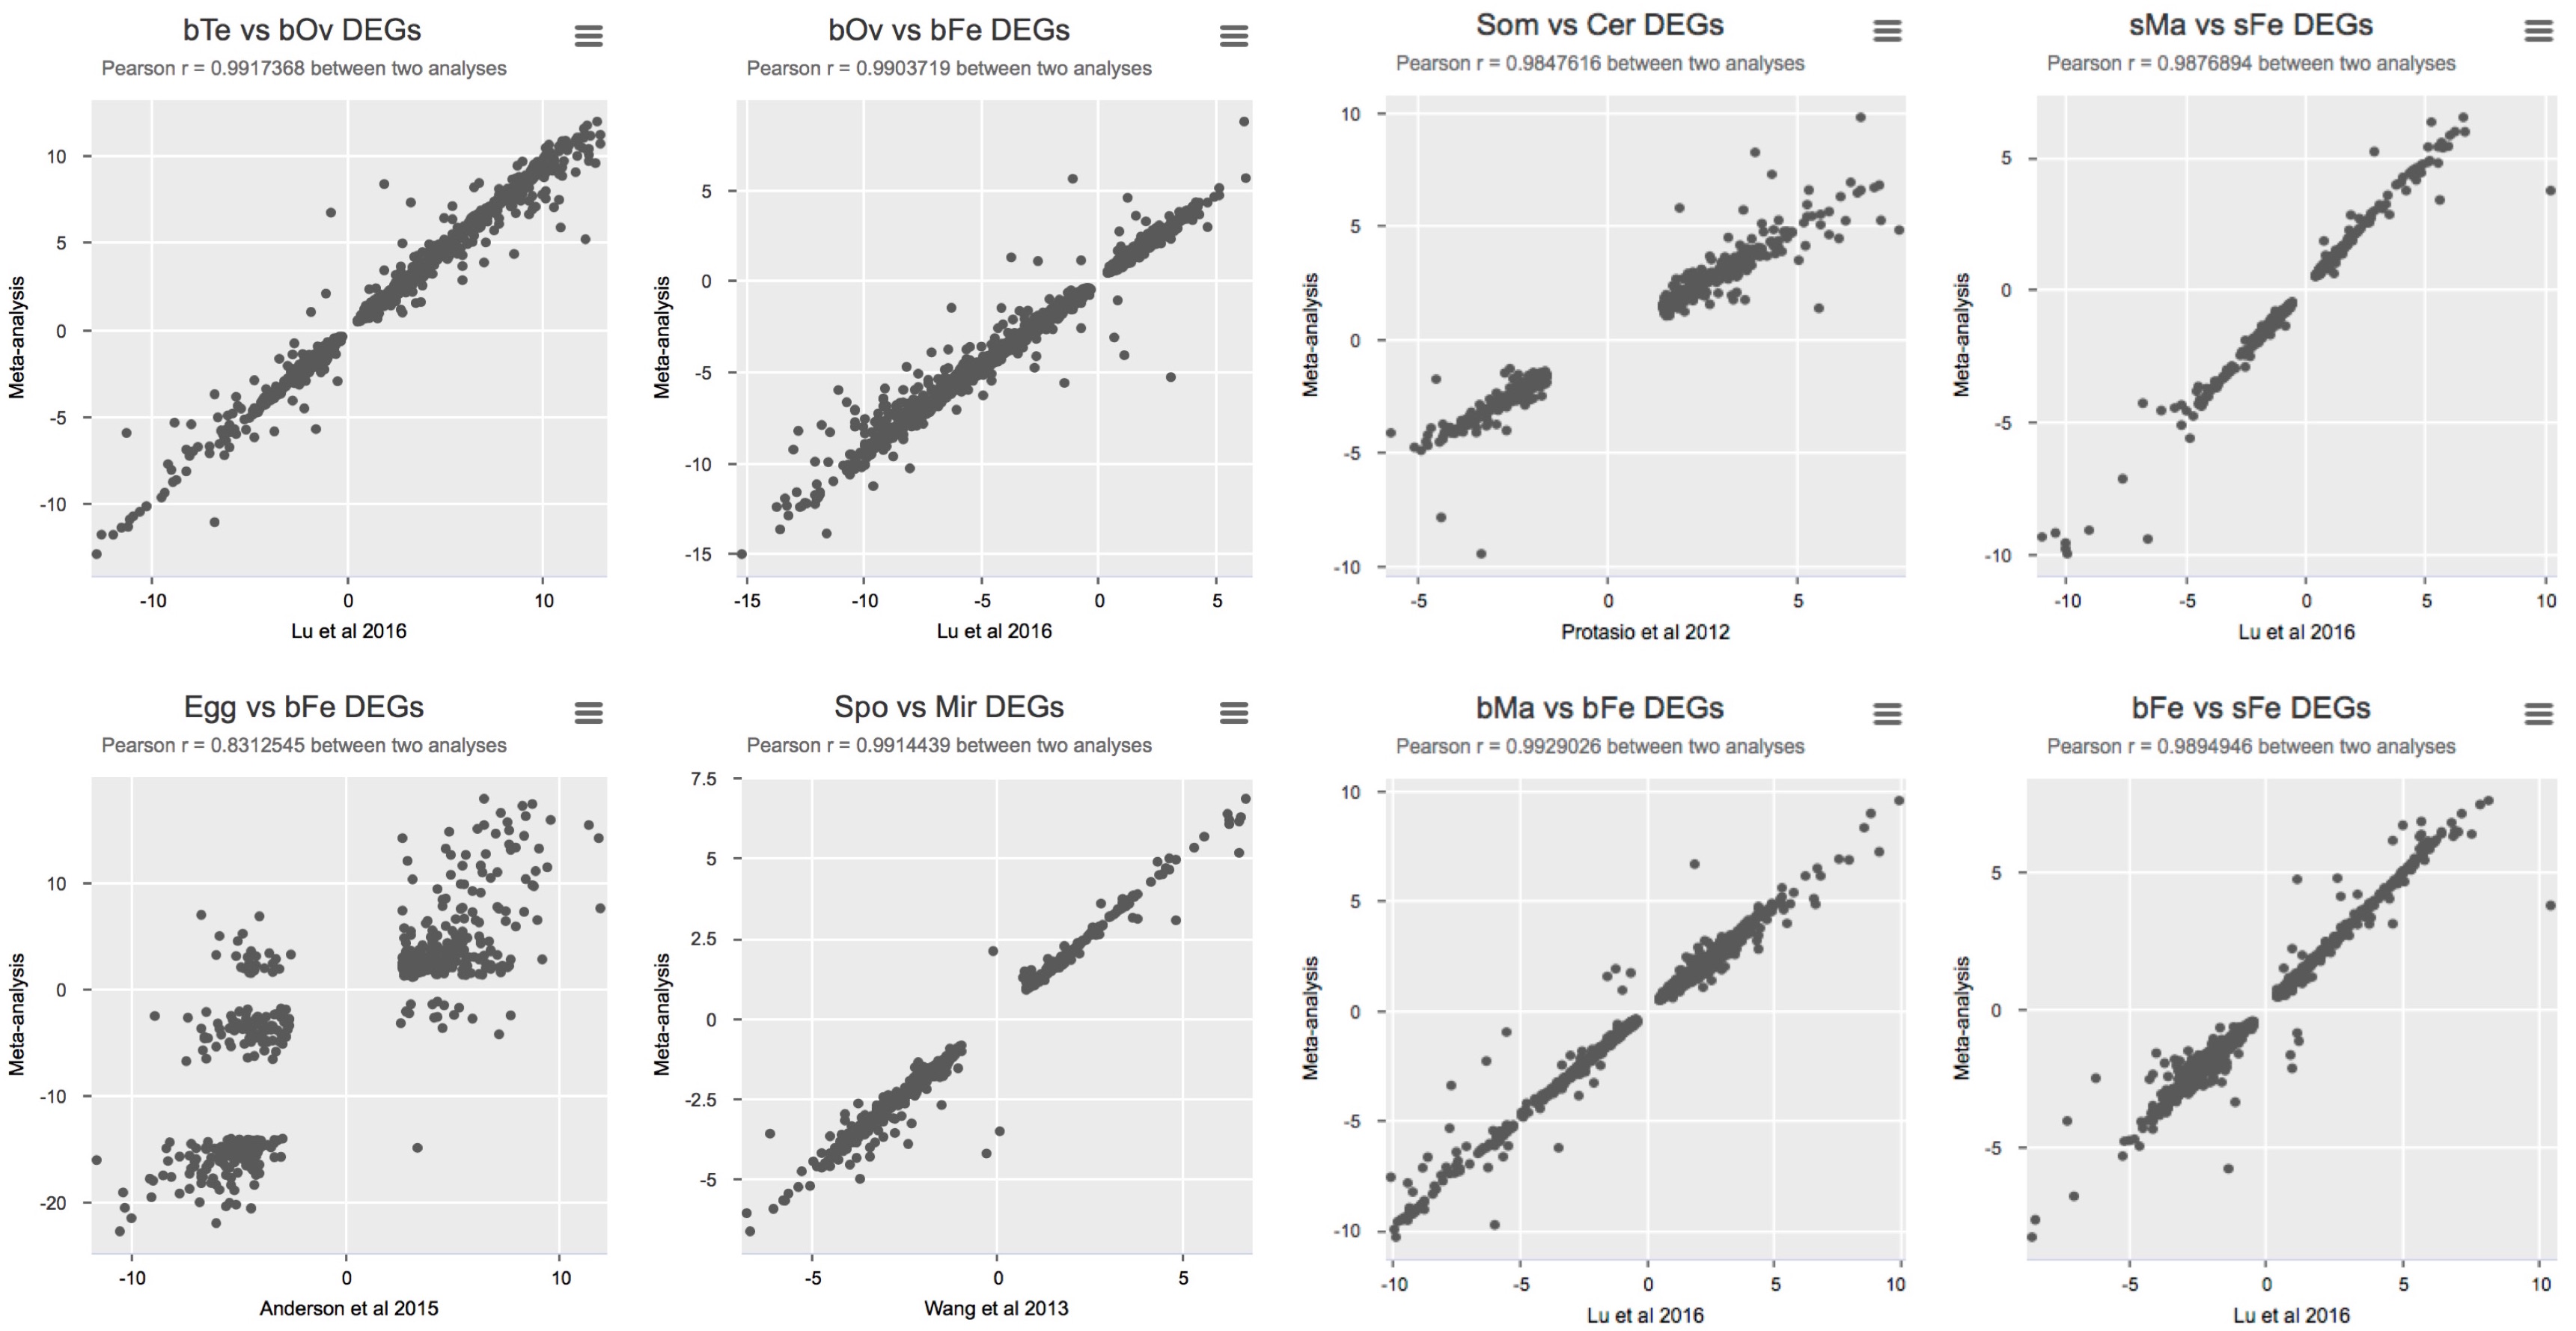 bTe vs bOv DEGs
Pearson r = 0.9917368 between two analyses
Meta-analysis
10
5
0
-5
-10
-10 0 10
Lu et al 2016
bOv vs bFe DEGs
Pearson r = 0.9903719 between two analyses
Meta-analysis
5
0
-5
-10
-15
-15 -10 -5 0 5
Lu et al 2016
Som vs Cer DEGs
Pearson r = 0.9847616 between two analyses
Meta-analysis
10
5
0
-5
-10
-5 0 5
Protasio et al 2012
sMa vs sFe DEGs
Pearson r = 0.9876894 between two analyses
Meta-analysis
5
0
-5
-10
-10 -5 0 5 10
Lu et al 2016
Egg vs bFe DEGs
Pearson r = 0.8312545 between two analyses
Meta-analysis
10
0
-10
-20
-10 0 10
Anderson et al 2015
Spo vs Mir DEGs
Pearson r = 0.9914439 between two analyses
Meta-analysis
7.5
5
2.5
0
-2.5
-5
-5 0 5
Wang et al 2013
bMa vs bFe DEGs
Pearson r = 0.9929026 between two analyses
Meta-analysis
10
5
0
-5
-10
-10 -5 0 5 10
Lu et al 2016
bFe vs sFe DEGs
Pearson r = 0.9894946 between two analyses
Meta-analysis
5
0
-5
-5 0 5 10
Lu et al 2016